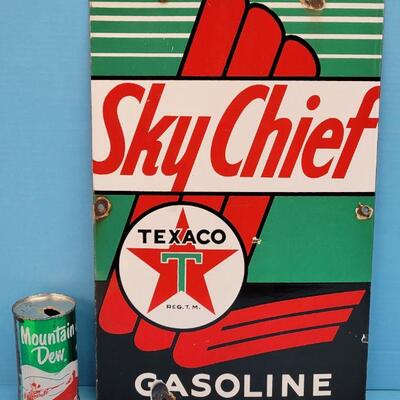 Sky Chief
TEXACO
T
REG. T. M.
GASOLINE
Mountain
Dew